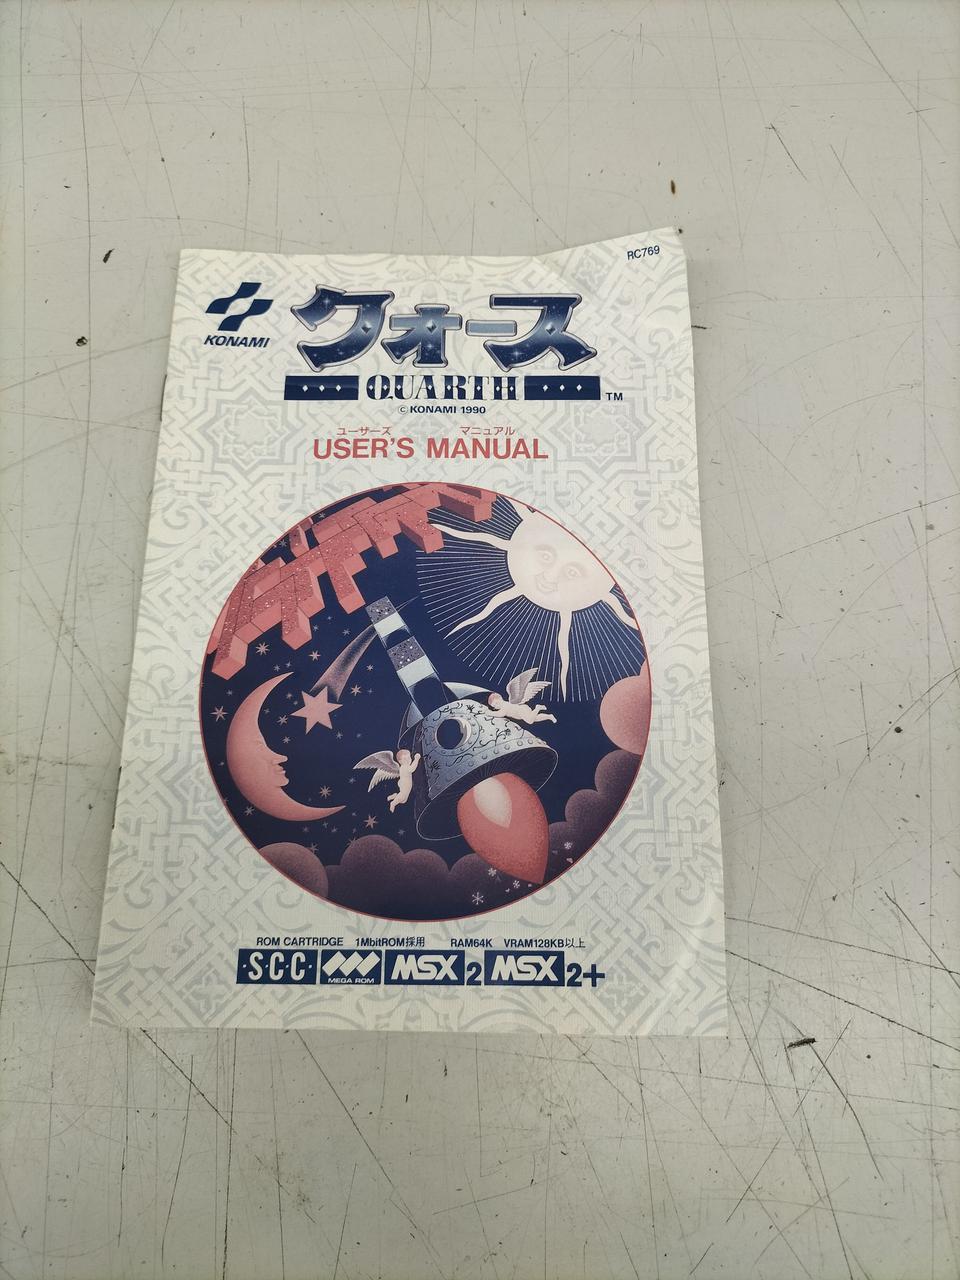 RC769
KONAMI
クォース
QUARTH TM
© KONAMI 1990
ユーザーズ マニュアル
USER'S MANUAL
ROM CARTRIDGE 1MbitROM採用 RAM64K VRAM128KB以上
·S·C·C· MEGA ROM MSX 2 MSX 2+